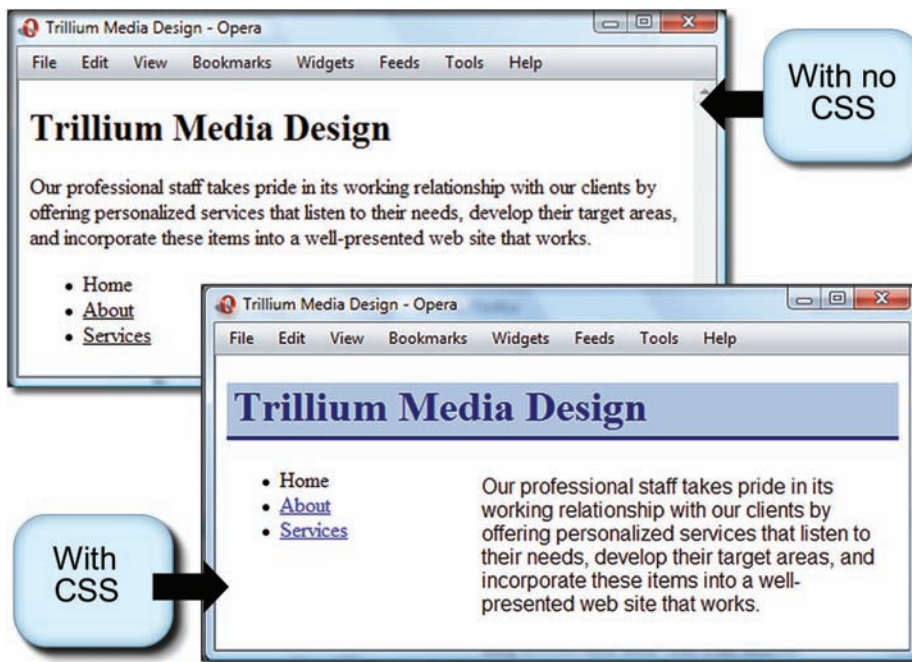 Trillium Media Design - Opera
File Edit View Bookmarks Widgets Feeds Tools Help
Trillium Media Design
Our professional staff takes pride in its working relationship with our clients by
offering personalized services that listen to their needs, develop their target areas,
and incorporate these items into a well-presented web site that works.
Home
About
Services
With no
CSS
Trillium Media Design - Opera
File Edit View Bookmarks Widgets Feeds Tools Help
Trillium Media Design
Home
About
Services
Our professional staff takes pride in its
working relationship with our clients by
offering personalized services that listen to
their needs, develop their target areas, and
incorporate these items into a well-
presented web site that works.
With
CSS